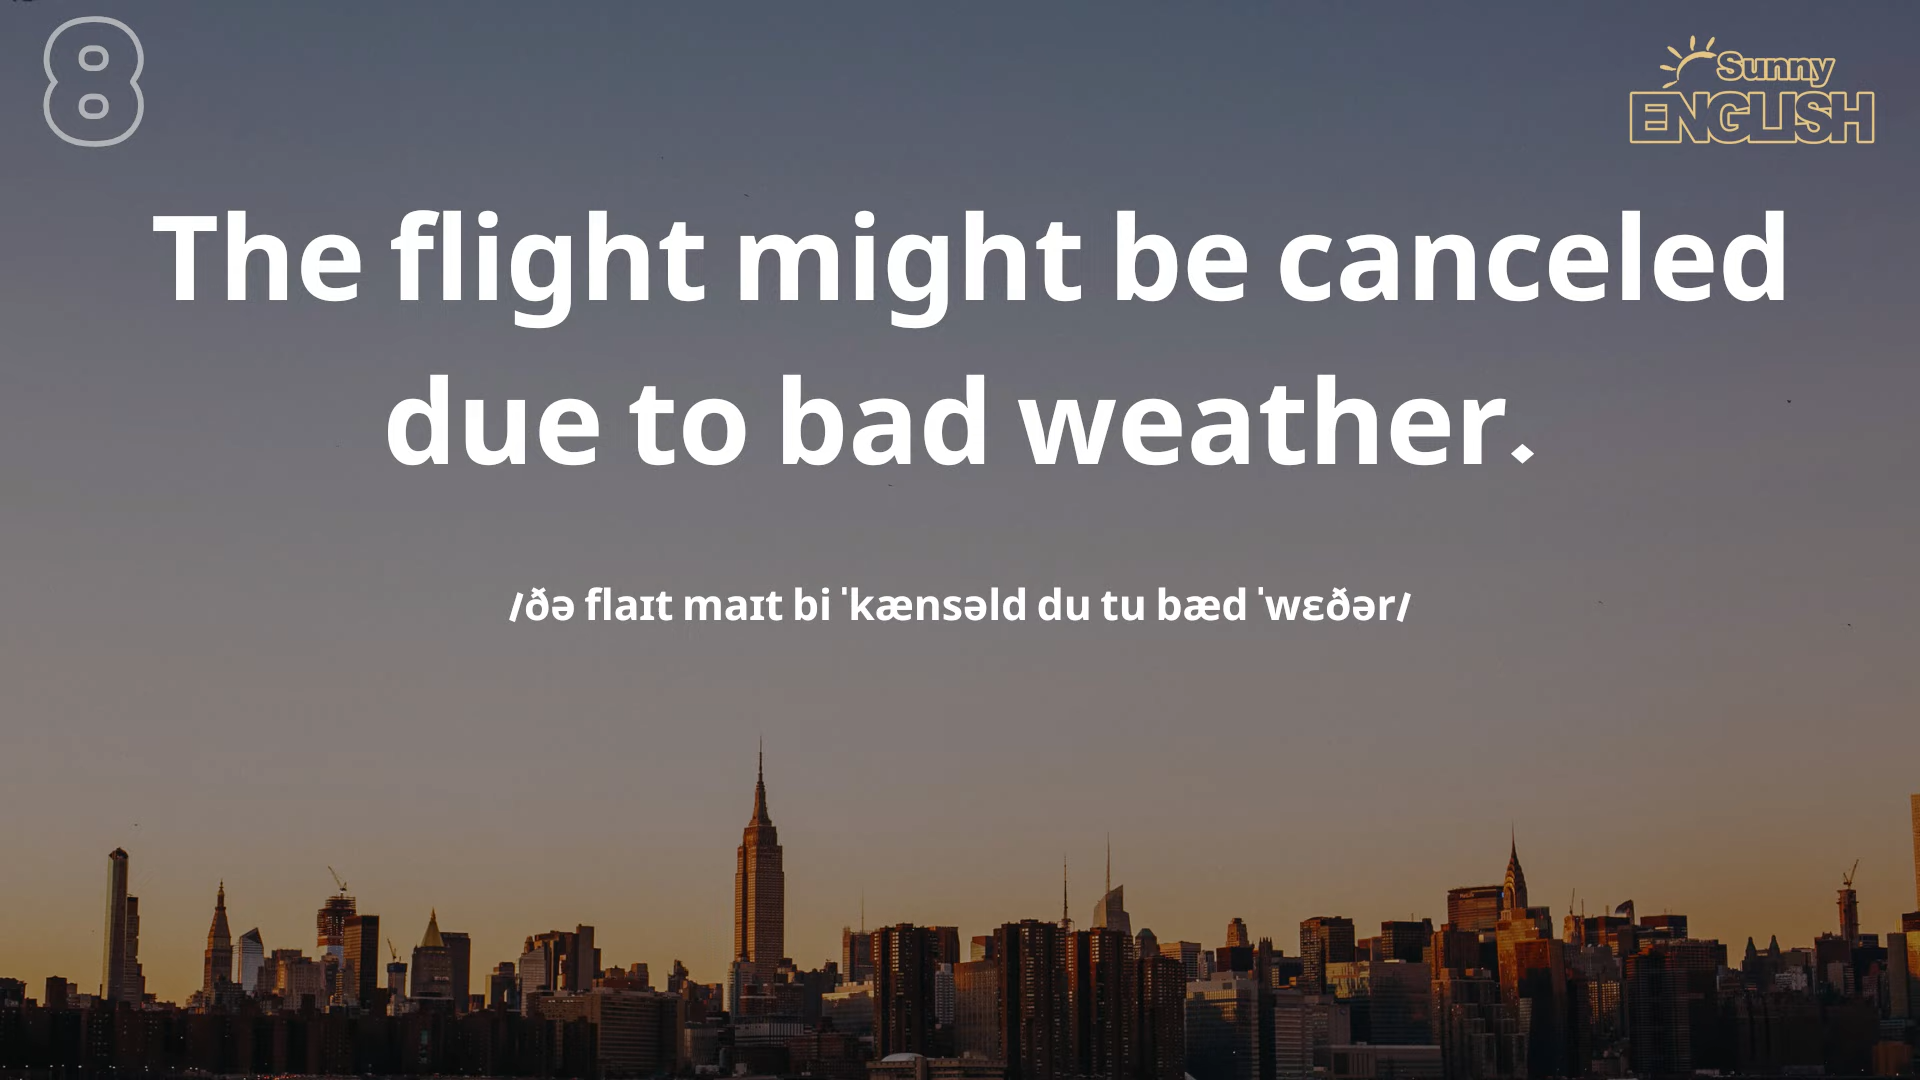 8
Sunny
ENGLISH
The flight might be canceled
due to bad weather.
/ðə flaɪt maɪt bi ˈkænsəld du tu bæd ˈwɛðər/